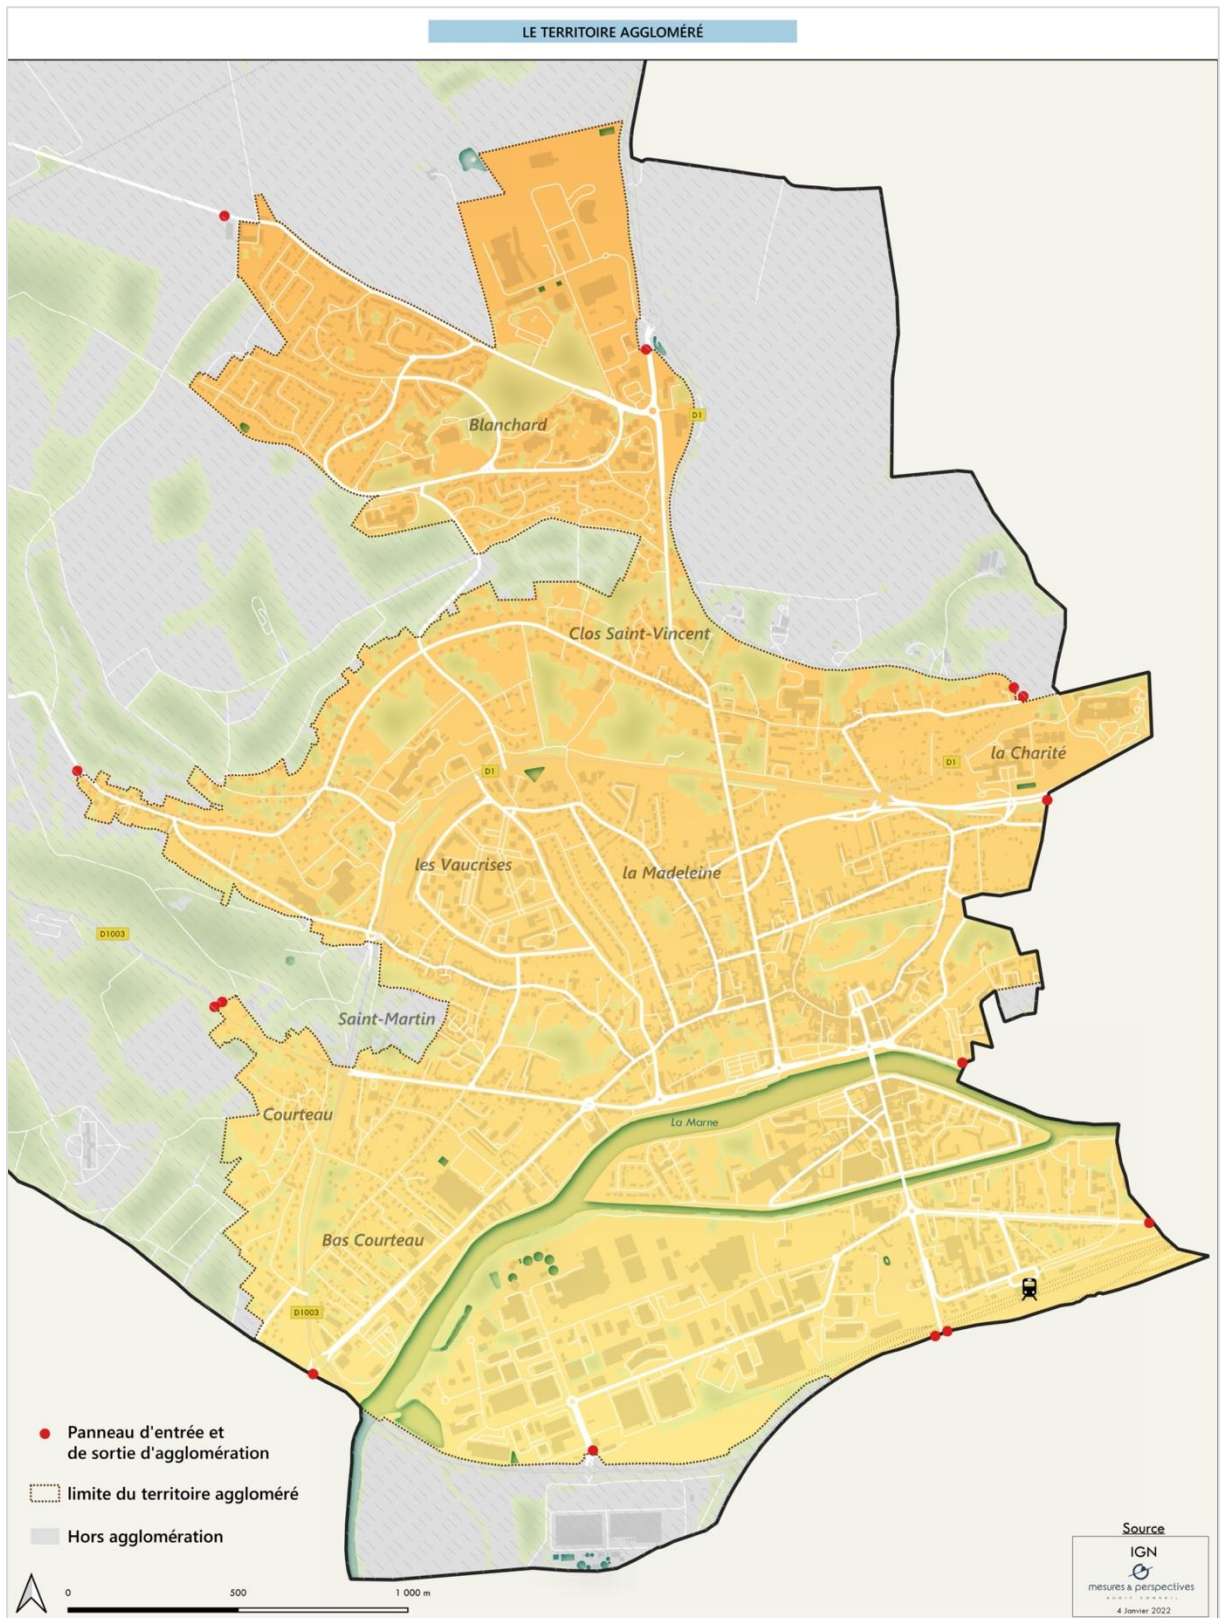 LE TERRITOIRE AGGLOMÉRÉ
Blanchard
D1
Clos Saint-Vincent
la Charité
D1
D1
les Vaucrises
la Madeleine
D1003
Saint-Martin
Courteau
La Marne
Bas Courteau
D1003
Panneau d'entrée et
de sortie d'agglomération
limite du territoire aggloméré
Hors agglomération
0 500 1 000 m
Source
IGN
mesures & perspectives
AUDIT CONSEIL
4 Janvier 2022